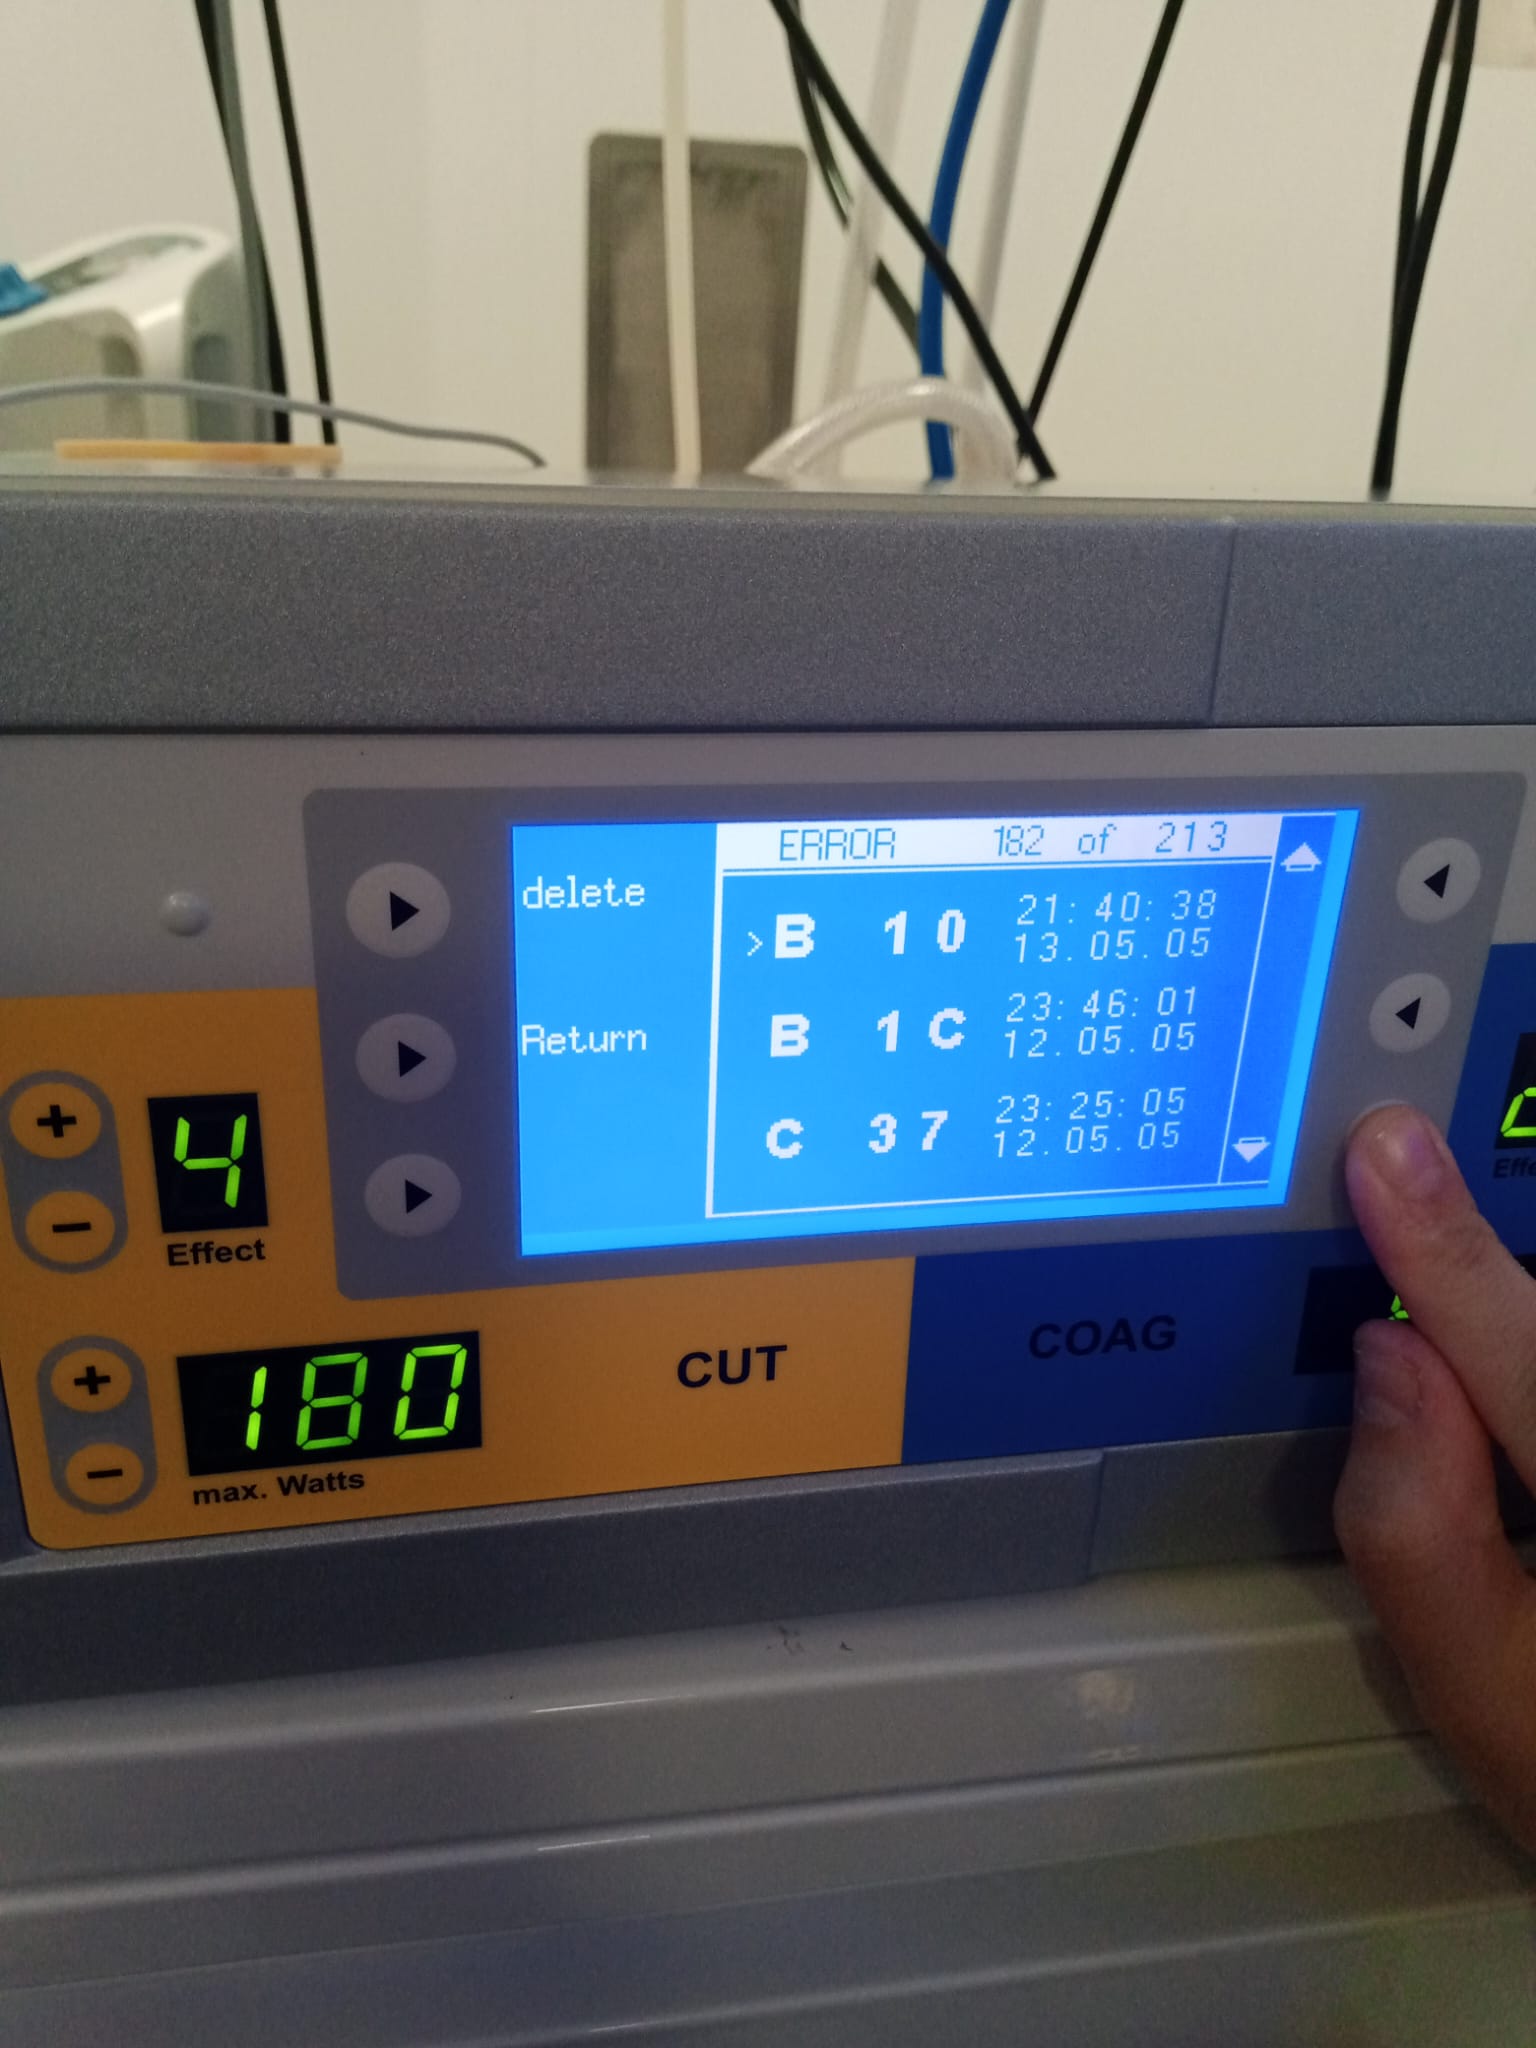 ERROR 182 of 213
delete
>B 10 21:40:38
13.05.05
B 1C 23:46:01
12.05.05
Return
C 37 23:25:05
12.05.05
+
4
-
Effect
+
180
-
max. Watts
CUT
COAG